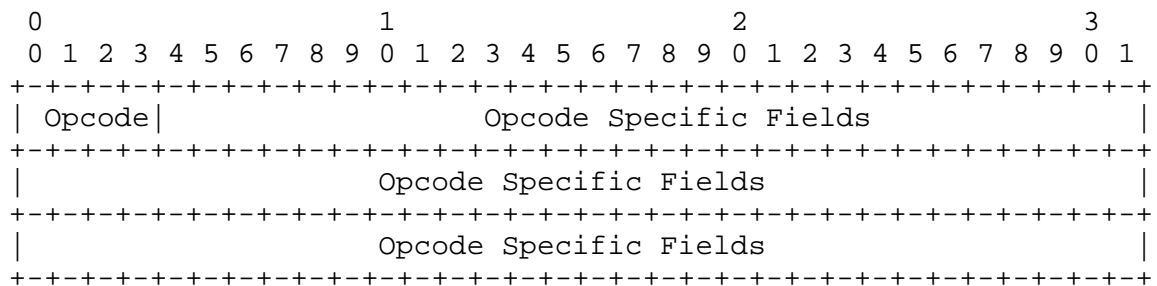 0                   1                   2                   3
 0 1 2 3 4 5 6 7 8 9 0 1 2 3 4 5 6 7 8 9 0 1 2 3 4 5 6 7 8 9 0 1
+-+-+-+-+-+-+-+-+-+-+-+-+-+-+-+-+-+-+-+-+-+-+-+-+-+-+-+-+-+-+-+-+
| Opcode|                  Opcode Specific Fields               |
+-+-+-+-+-+-+-+-+-+-+-+-+-+-+-+-+-+-+-+-+-+-+-+-+-+-+-+-+-+-+-+-+
|                    Opcode Specific Fields                     |
+-+-+-+-+-+-+-+-+-+-+-+-+-+-+-+-+-+-+-+-+-+-+-+-+-+-+-+-+-+-+-+-+
|                    Opcode Specific Fields                     |
+-+-+-+-+-+-+-+-+-+-+-+-+-+-+-+-+-+-+-+-+-+-+-+-+-+-+-+-+-+-+-+-+